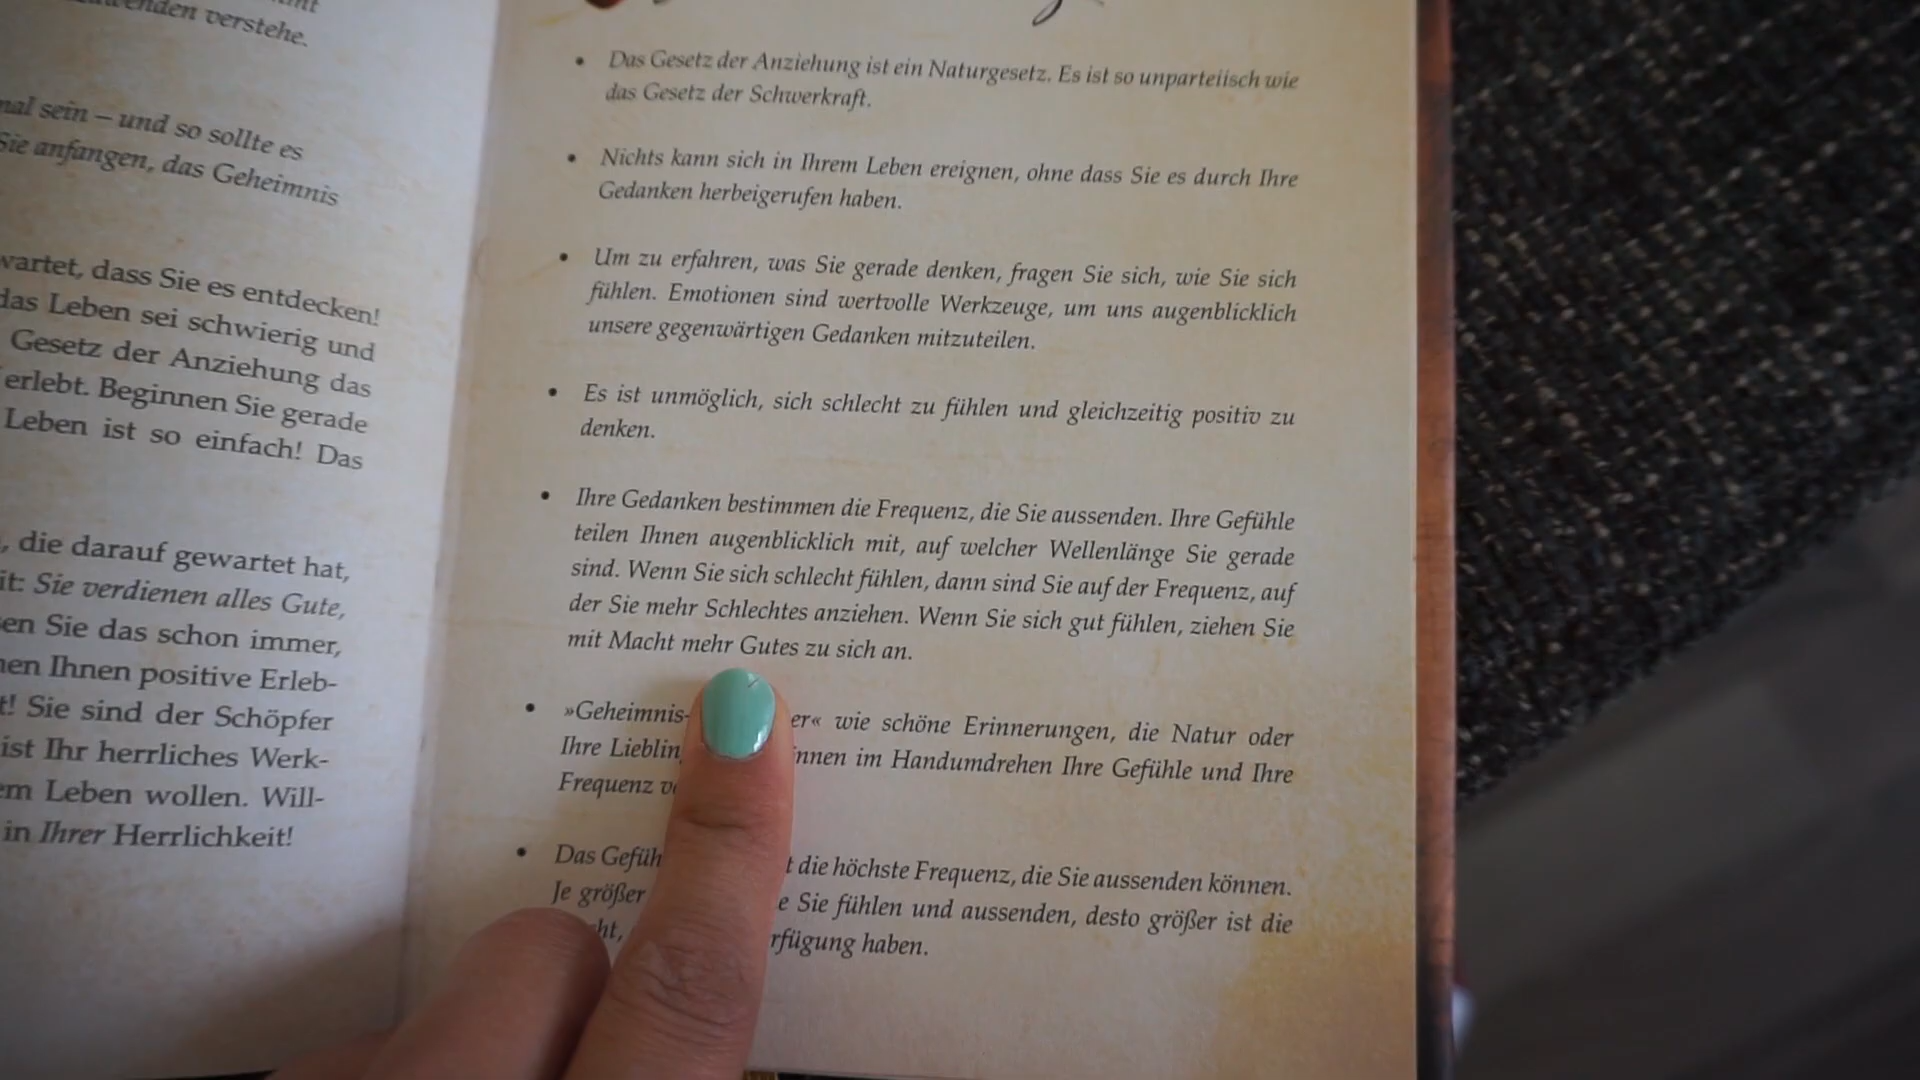 wenden verstehe.
mal sein – und so sollte es
Sie anfangen, das Geheimnis
wartet, dass Sie es entdecken!
das Leben sei schwierig und
Gesetz der Anziehung das
erlebt. Beginnen Sie gerade
Leben ist so einfach! Das
, die darauf gewartet hat,
it: Sie verdienen alles Gute,
en Sie das schon immer,
nen Ihnen positive Erleb-
t! Sie sind der Schöpfer
ist Ihr herrliches Werk-
em Leben wollen. Will-
in Ihrer Herrlichkeit!
• Das Gesetz der Anziehung ist ein Naturgesetz. Es ist so unparteiisch wie
das Gesetz der Schwerkraft.
• Nichts kann sich in Ihrem Leben ereignen, ohne dass Sie es durch Ihre
Gedanken herbeigerufen haben.
• Um zu erfahren, was Sie gerade denken, fragen Sie sich, wie Sie sich
fühlen. Emotionen sind wertvolle Werkzeuge, um uns augenblicklich
unsere gegenwärtigen Gedanken mitzuteilen.
• Es ist unmöglich, sich schlecht zu fühlen und gleichzeitig positiv zu
denken.
• Ihre Gedanken bestimmen die Frequenz, die Sie aussenden. Ihre Gefühle
teilen Ihnen augenblicklich mit, auf welcher Wellenlänge Sie gerade
sind. Wenn Sie sich schlecht fühlen, dann sind Sie auf der Frequenz, auf
der Sie mehr Schlechtes anziehen. Wenn Sie sich gut fühlen, ziehen Sie
mit Macht mehr Gutes zu sich an.
• »Geheimnis- er« wie schöne Erinnerungen, die Natur oder
Ihre Lieblin nnen im Handumdrehen Ihre Gefühle und Ihre
Frequenz
• Das Gefüh t die höchste Frequenz, die Sie aussenden können.
Je größer e Sie fühlen und aussenden, desto größer ist die
ht, rfügung haben.